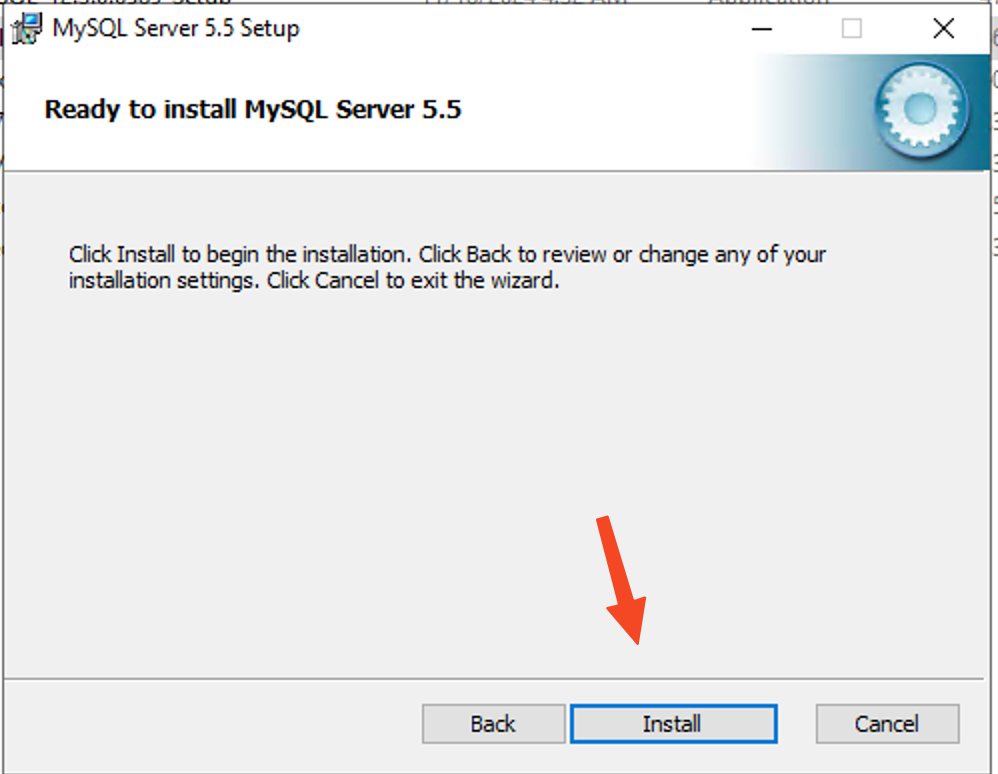 MySQL Server 5.5 Setup
Ready to install MySQL Server 5.5
Click Install to begin the installation. Click Back to review or change any of your
installation settings. Click Cancel to exit the wizard.
Back
Install
Cancel